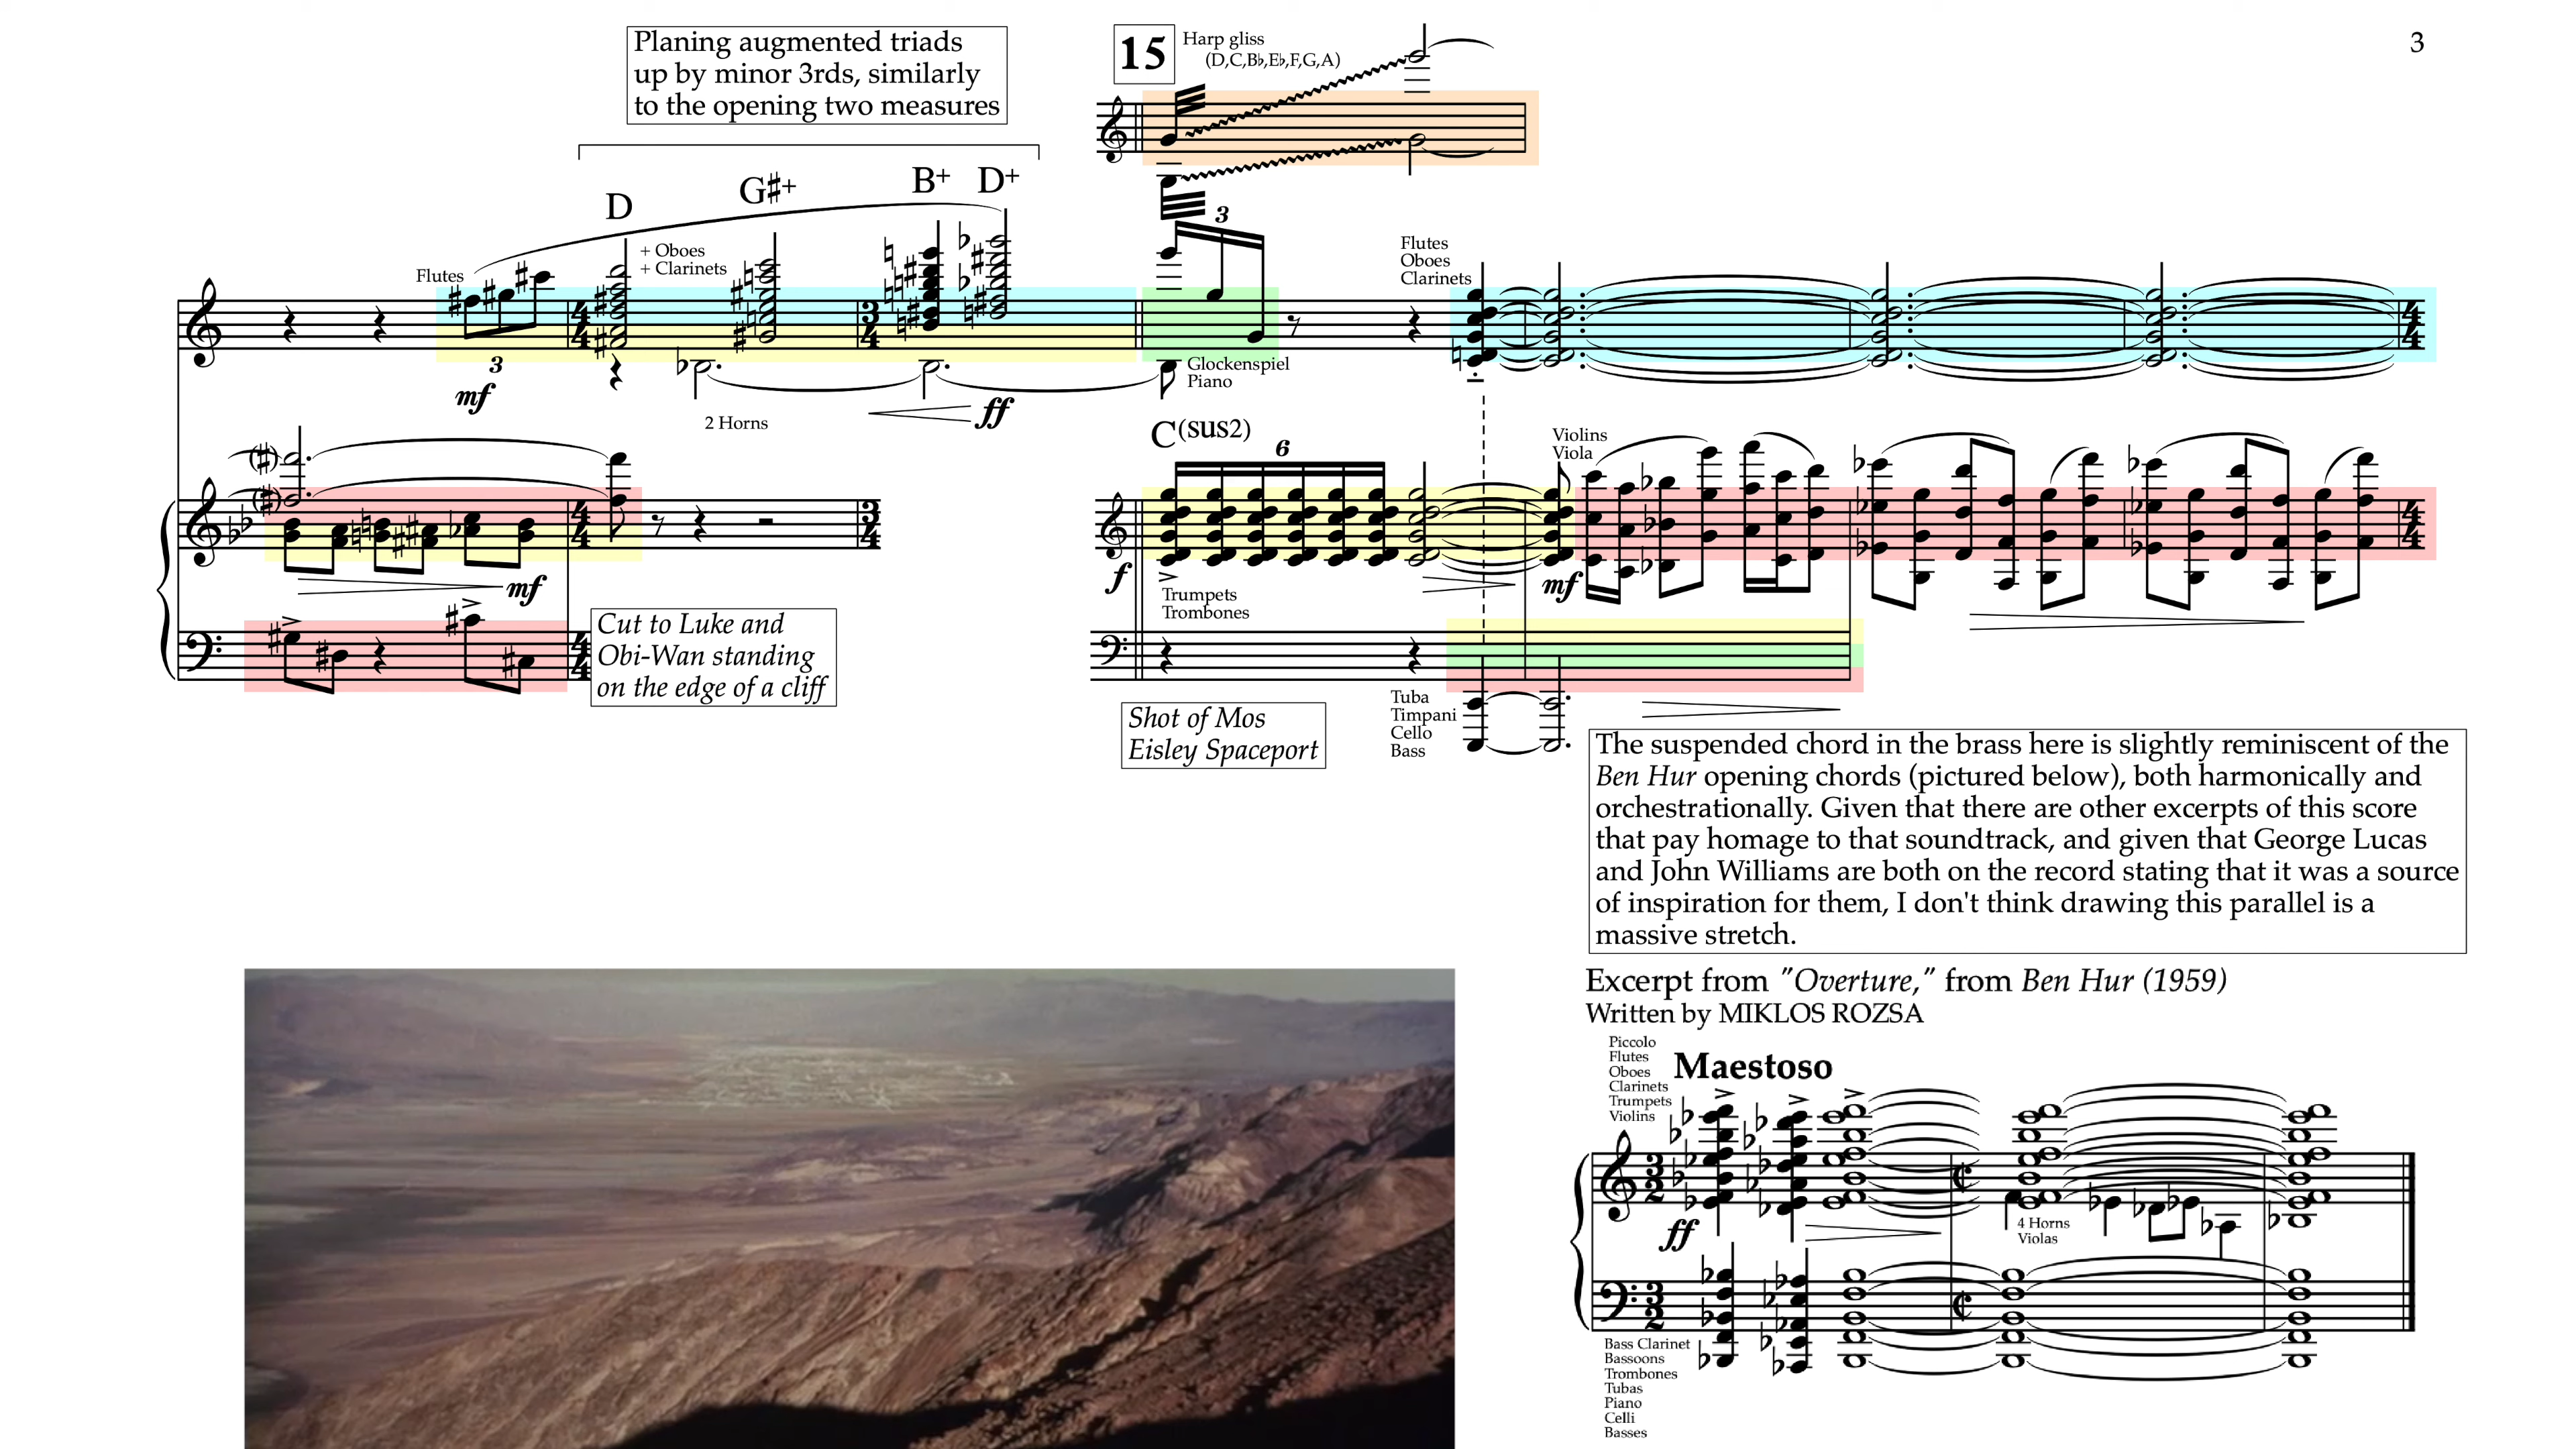 3
Planing augmented triads
up by minor 3rds, similarly
to the opening two measures
15
Harp gliss
(D,C,B♭,E♭,F,G,A)
D
G♯+
B+
D+
Flutes
+ Oboes
+ Clarinets
3
mf
2 Horns
ff
3
Glockenspiel
Piano
Flutes
Oboes
Clarinets
mf
Cut to Luke and
Obi-Wan standing
on the edge of a cliff
C(sus2)
6
f
Trumpets
Trombones
Violins
Viola
mf
Shot of Mos
Eisley Spaceport
Tuba
Timpani
Cello
Bass
The suspended chord in the brass here is slightly reminiscent of the
Ben Hur opening chords (pictured below), both harmonically and
orchestrationally. Given that there are other excerpts of this score
that pay homage to that soundtrack, and given that George Lucas
and John Williams are both on the record stating that it was a source
of inspiration for them, I don't think drawing this parallel is a
massive stretch.
Excerpt from "Overture," from Ben Hur (1959)
Written by MIKLOS ROZSA
Piccolo
Flutes
Oboes
Clarinets
Trumpets
Violins
Maestoso
ff
4 Horns
Violas
Bass Clarinet
Bassoons
Trombones
Tubas
Piano
Celli
Basses